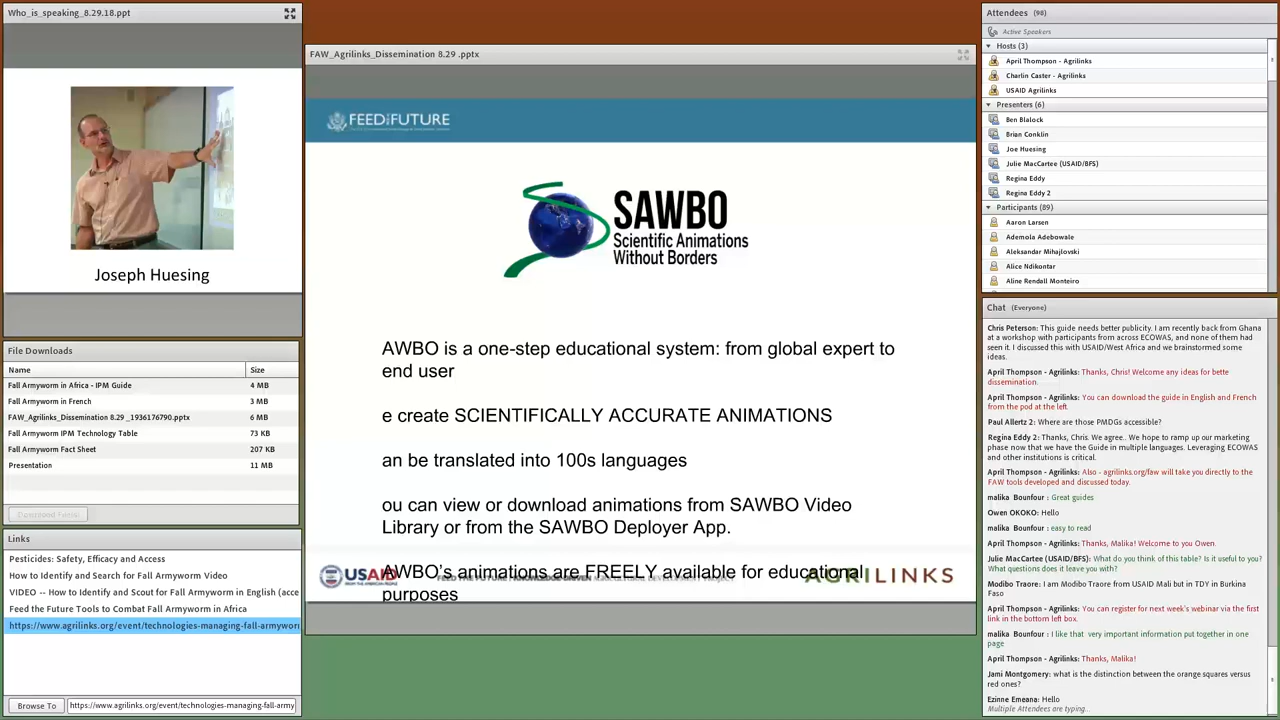 Who_is_speaking_8.29.18.ppt
Joseph Huesing
File Downloads
Name Size
Fall Armyworm in Africa - IPM Guide 4 MB
Fall Armyworm in French 3 MB
FAW_Agrilinks_Dissemination 8.29 _1936176790.pptx 6 MB
Fall Armyworm IPM Technology Table 73 KB
Fall Armyworm Fact Sheet 207 KB
Presentation 11 MB
Download File(s)
Links
Pesticides: Safety, Efficacy and Access
How to Identify and Search for Fall Armyworm Video
VIDEO -- How to Identify and Scout for Fall Armyworm in English (acce
Feed the Future Tools to Combat Fall Armyworm in Africa
https://www.agrilinks.org/event/technologies-managing-fall-armywor
Browse To https://www.agrilinks.org/event/technologies-managing-fall-army
FAW_Agrilinks_Dissemination 8.29 .pptx
FEED THE FUTURE
SAWBO
Scientific Animations
Without Borders
AWBO is a one-step educational system: from global expert to
end user
e create SCIENTIFICALLY ACCURATE ANIMATIONS
an be translated into 100s languages
ou can view or download animations from SAWBO Video
Library or from the SAWBO Deployer App.
AWBO's animations are FREELY available for educational
purposes
USAID
FROM THE AMERICAN PEOPLE
AGRILINKS
Attendees (98)
Active Speakers
Hosts (3)
April Thompson - Agrilinks
Charlin Caster - Agrilinks
USAID Agrilinks
Presenters (6)
Ben Blalock
Brian Conklin
Joe Huesing
Julie MacCartee (USAID/BFS)
Regina Eddy
Regina Eddy 2
Participants (89)
Aaron Larsen
Ademola Adebowale
Aleksandar Mihajlovski
Alice Ndikontar
Aline Rendall Monteiro
Chat (Everyone)
Chris Peterson: This guide needs better publicity. I am recently back from Ghana
at a workshop with participants from across ECOWAS, and none of them had
seen it. I discussed this with USAID/West Africa and we brainstormed some
ideas.
April Thompson - Agrilinks: Thanks, Chris! Welcome any ideas for bette
dissemination.
April Thompson - Agrilinks: You can download the guide in English and French
from the pod at the left.
Paul Allertz 2: Where are those PMDGs accessible?
Regina Eddy 2: Thanks, Chris. We agree.. We hope to ramp up our marketing
phase now that we have the Guide in multiple languages. Leveraging ECOWAS
and other institutions is critical.
April Thompson - Agrilinks: Also - agrilinks.org/faw will take you directly to the
FAW tools developed and discussed today.
malika Bounfour : Great guides
Owen OKOKO: Hello
malika Bounfour : easy to read
April Thompson - Agrilinks: Thanks, Malika! Welcome to you Owen.
Julie MacCartee (USAID/BFS): What do you think of this table? Is it useful to you?
What questions does it leave you with?
Modibo Traore: I am Modibo Traore from USAID Mali but in TDY in Burkina
Faso
April Thompson - Agrilinks: You can register for next week's webinar via the first
link in the bottom left box.
malika Bounfour : I like that very important information put together in one
page
April Thompson - Agrilinks: Thanks, Malika!
Jami Montgomery: what is the distinction between the orange squares versus
red ones?
Ezinne Emeana: Hello
Multiple Attendees are typing...